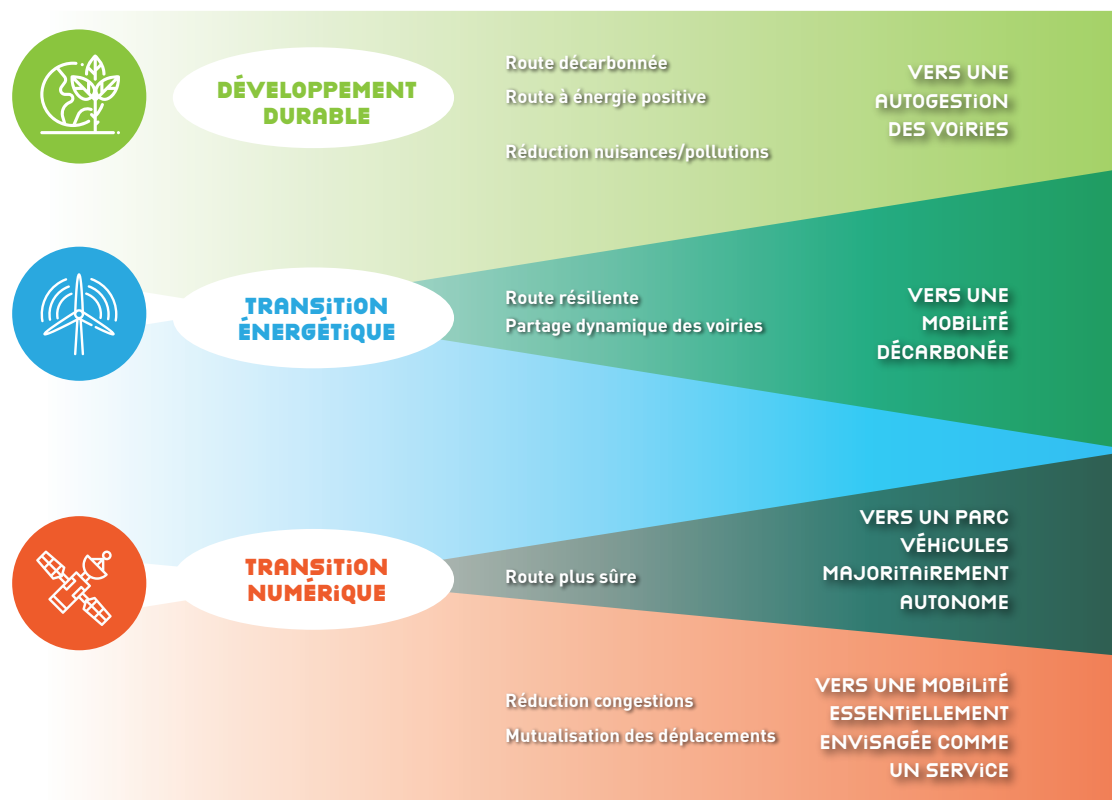 DÉVELOPPEMENT
DURABLE
Route décarbonnée
Route à énergie positive
Réduction nuisances/pollutions
VERS UNE
AUTOGESTION
DES VOIRIES
TRANSITION
ÉNERGÉTIQUE
Route résiliente
Partage dynamique des voiries
VERS UNE
MOBILITÉ
DÉCARBONÉE
TRANSITION
NUMÉRIQUE
Route plus sûre
VERS UN PARC
VÉHICULES
MAJORITAIREMENT
AUTONOME
Réduction congestions
Mutualisation des déplacements
VERS UNE MOBILITÉ
ESSENTIELLEMENT
ENVISAGÉE COMME
UN SERVICE